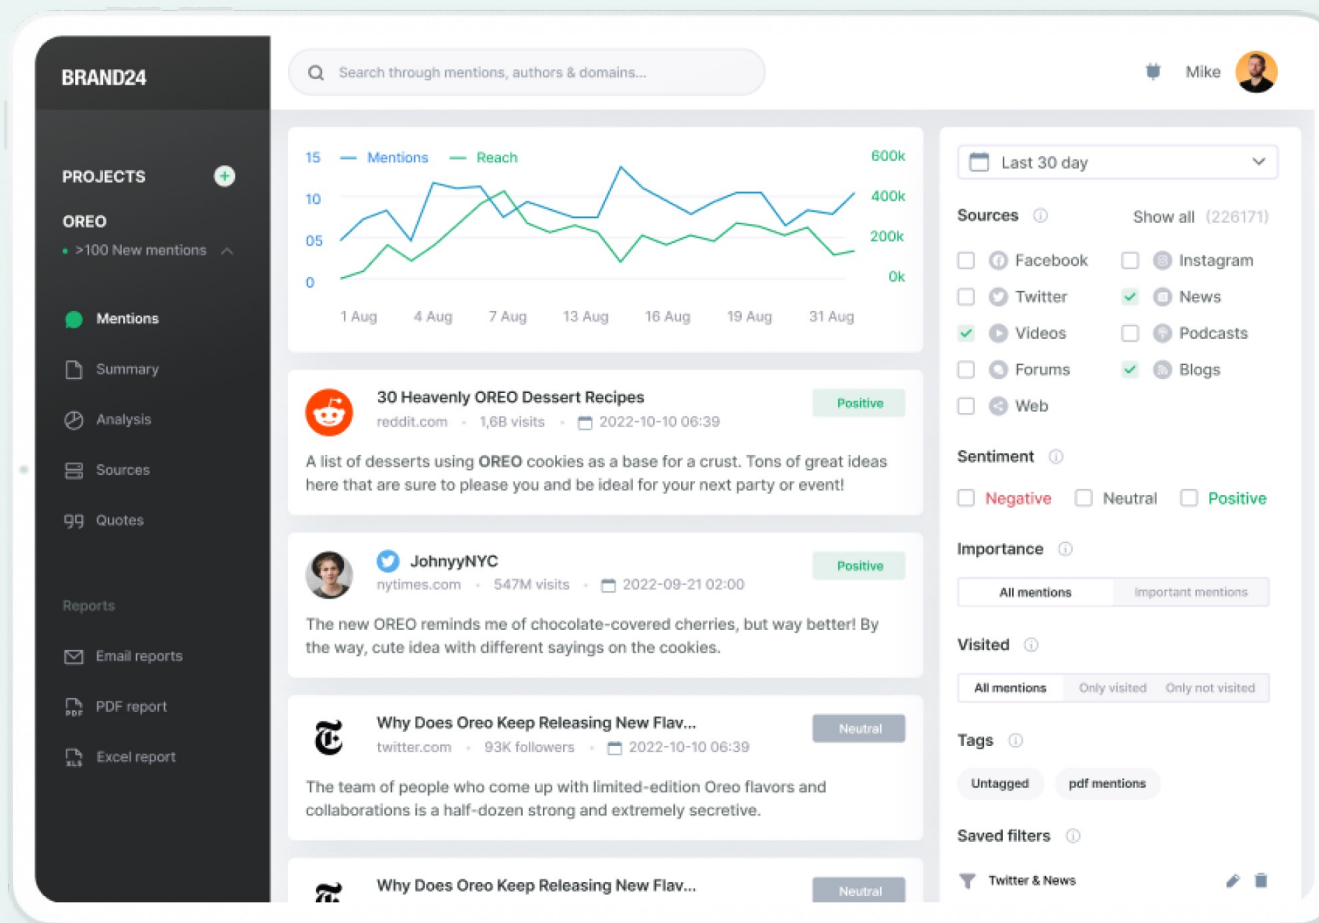 BRAND24
Search through mentions, authors & domains...
Mike
PROJECTS
OREO
>100 New mentions
Mentions
Summary
Analysis
Sources
Quotes
Reports
Email reports
PDF report
Excel report
15 Mentions Reach 600k
10 400k
05 200k
0 0k
1 Aug 4 Aug 7 Aug 13 Aug 16 Aug 19 Aug 31 Aug
30 Heavenly OREO Dessert Recipes
Positive
reddit.com 1,6B visits 2022-10-10 06:39
A list of desserts using OREO cookies as a base for a crust. Tons of great ideas
here that are sure to please you and be ideal for your next party or event!
JohnyyNYC
Positive
nytimes.com 547M visits 2022-09-21 02:00
The new OREO reminds me of chocolate-covered cherries, but way better! By
the way, cute idea with different sayings on the cookies.
Why Does Oreo Keep Releasing New Flav...
Neutral
twitter.com 93K followers 2022-10-10 06:39
The team of people who come up with limited-edition Oreo flavors and
collaborations is a half-dozen strong and extremely secretive.
Why Does Oreo Keep Releasing New Flav...
Neutral
Last 30 day
Sources Show all (226171)
Facebook Instagram
Twitter News
Videos Podcasts
Forums Blogs
Web
Sentiment
Negative Neutral Positive
Importance
All mentions Important mentions
Visited
All mentions Only visited Only not visited
Tags
Untagged pdf mentions
Saved filters
Twitter & News